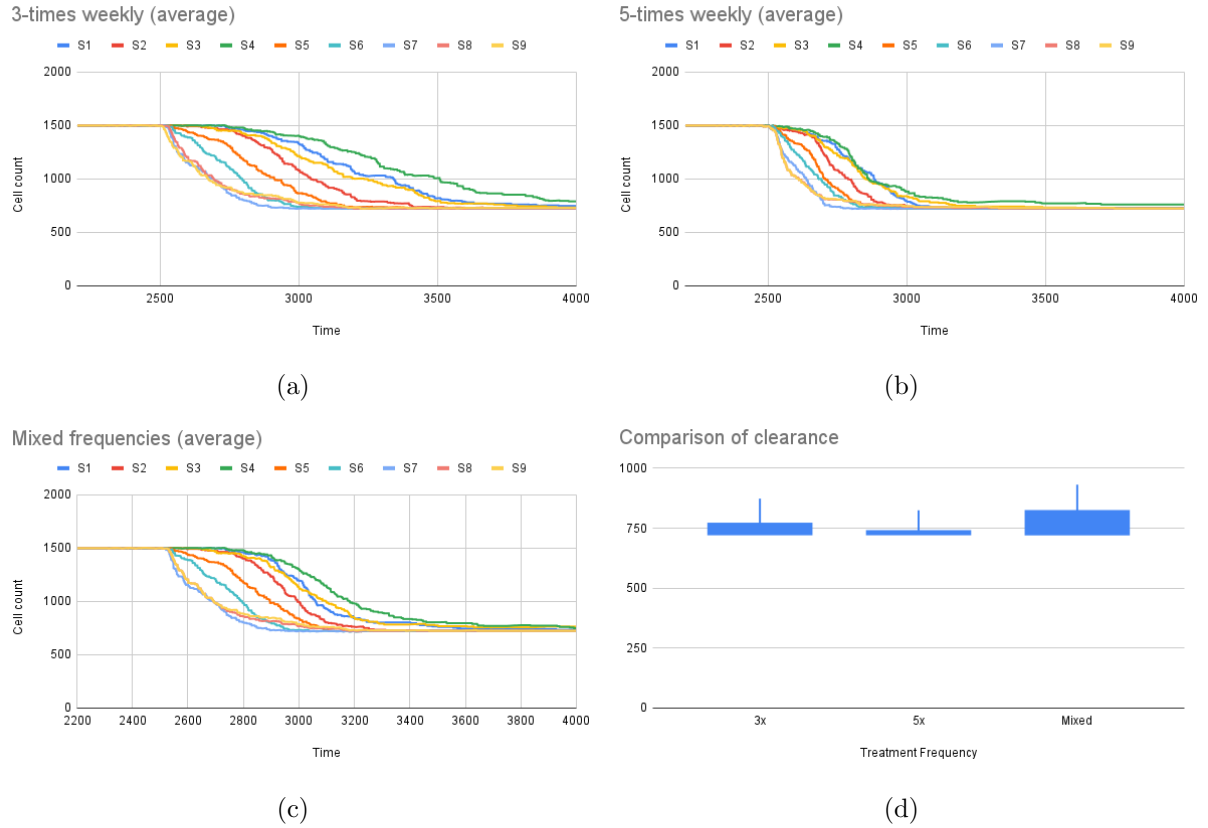 3-times weekly (average)
S1 S2 S3 S4 S5 S6 S7 S8 S9
2000
1500
1000
500
0
Cell count
2500 3000 3500 4000
Time
(a)
5-times weekly (average)
S1 S2 S3 S4 S5 S6 S7 S8 S9
2000
1500
1000
500
0
Cell count
2500 3000 3500 4000
Time
(b)
Mixed frequencies (average)
S1 S2 S3 S4 S5 S6 S7 S8 S9
2000
1500
1000
500
0
Cell count
2200 2400 2600 2800 3000 3200 3400 3600 3800 4000
Time
(c)
Comparison of clearance
1000
750
500
250
0
3x 5x Mixed
Treatment Frequency
(d)